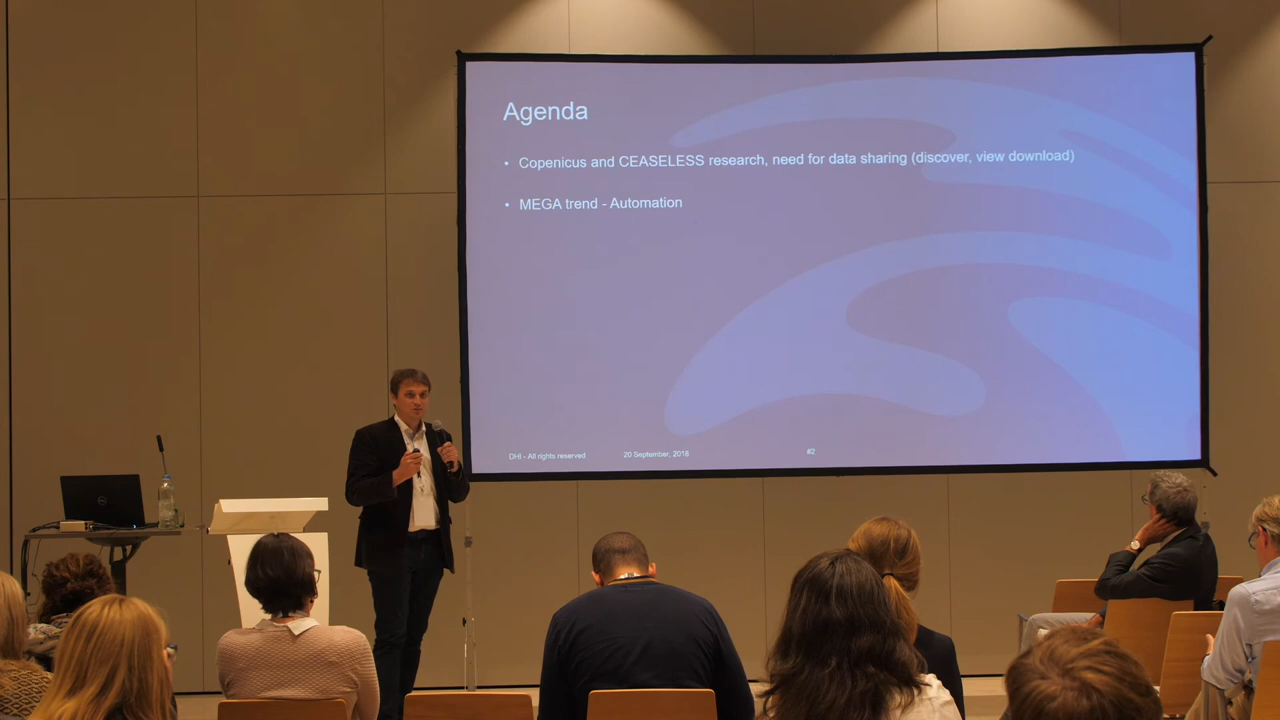 Agenda
• Copenicus and CEASELESS research, need for data sharing (discover, view download)
• MEGA trend - Automation
DHI - All rights reserved 20 September, 2018 #2